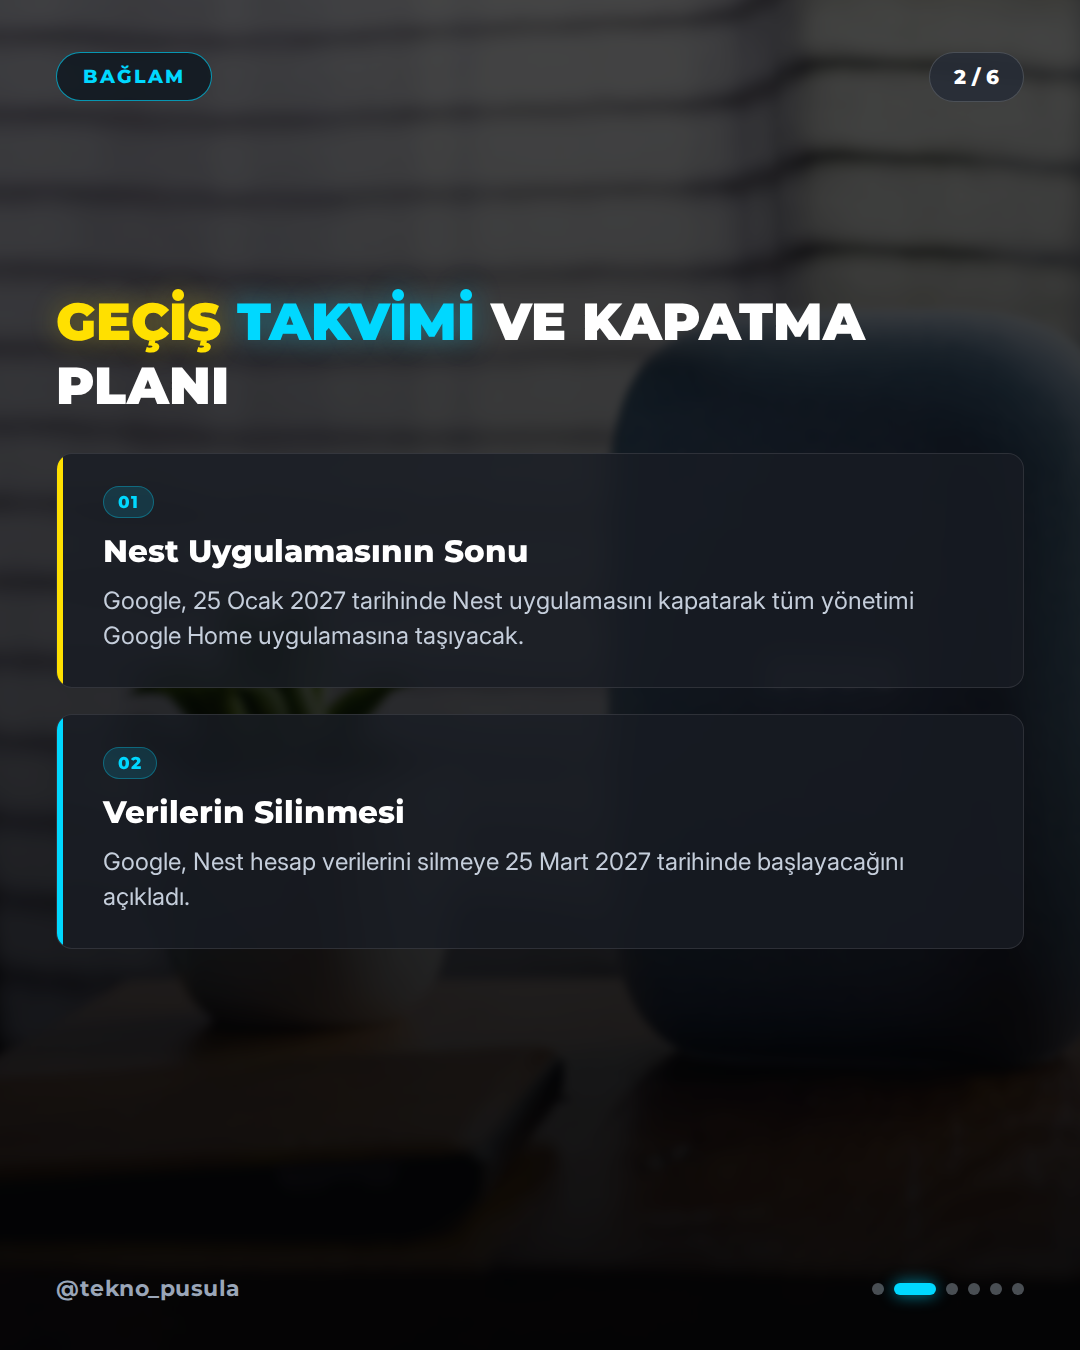 BAĞLAM
2 / 6
GEÇİŞ TAKVİMİ VE KAPATMA
PLANI
01
Nest Uygulamasının Sonu
Google, 25 Ocak 2027 tarihinde Nest uygulamasını kapatarak tüm yönetimi
Google Home uygulamasına taşıyacak.
02
Verilerin Silinmesi
Google, Nest hesap verilerini silmeye 25 Mart 2027 tarihinde başlayacağını
açıkladı.
@tekno_pusula